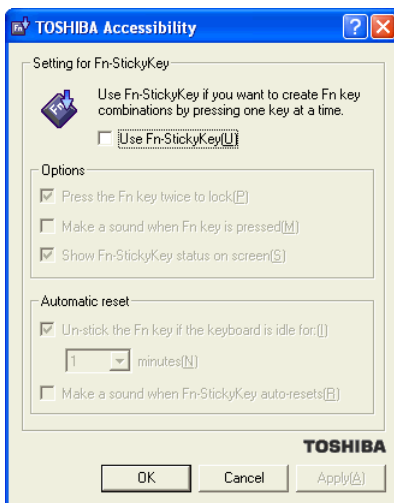 TOSHIBA Accessibility
Setting for Fn-StickyKey
Use Fn-StickyKey if you want to create Fn key
combinations by pressing one key at a time.
Use Fn-StickyKey(U)
Options
Press the Fn key twice to lock(P)
Make a sound when Fn key is pressed(M)
Show Fn-StickyKey status on screen(S)
Automatic reset
Un-stick the Fn key if the keyboard is idle for:(I)
1 minutes(N)
Make a sound when Fn-StickyKey auto-resets(R)
TOSHIBA
OK Cancel Apply(A)